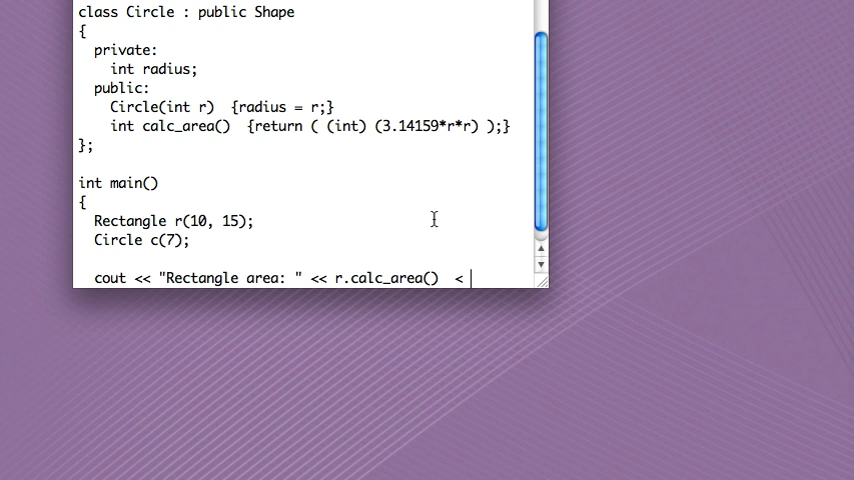 class Circle : public Shape
{
private:
int radius;
public:
Circle(int r)  {radius = r;}
int calc_area()  {return ( (int) (3.14159*r*r) );}
};
int main()
{
Rectangle r(10, 15);
Circle c(7);
cout << "Rectangle area: " << r.calc_area()  <